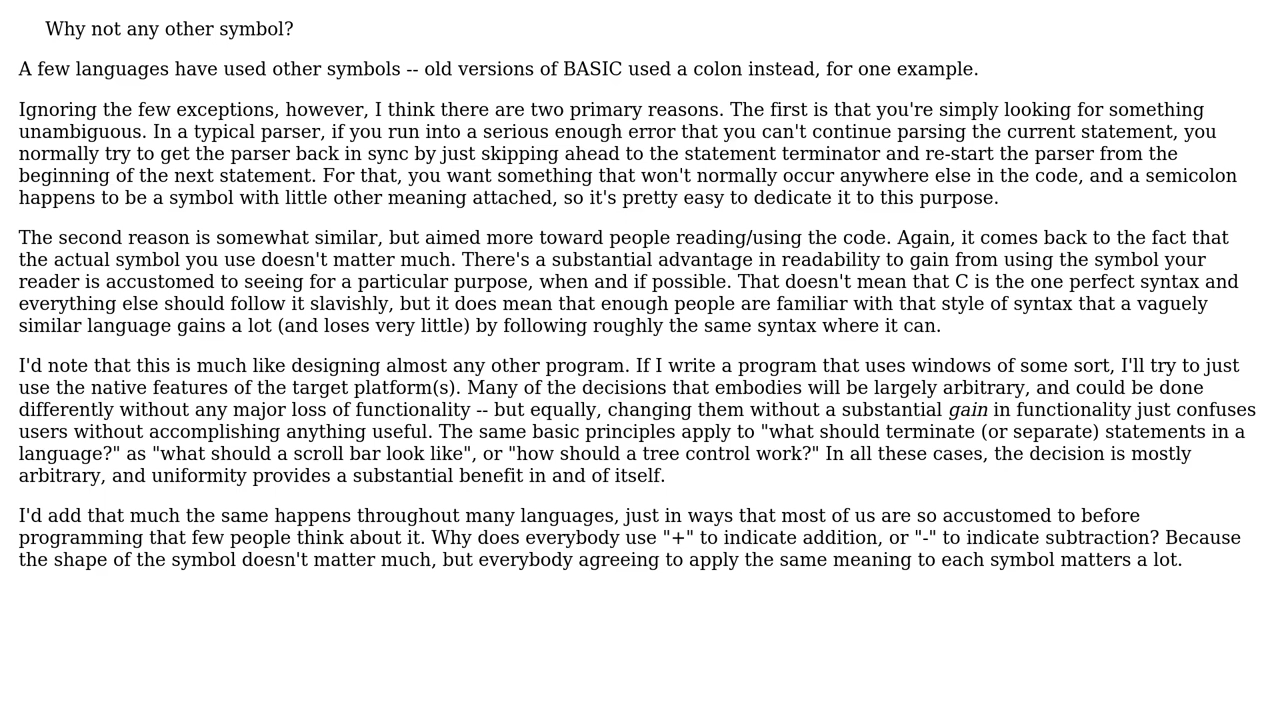 Why not any other symbol?
A few languages have used other symbols -- old versions of BASIC used a colon instead, for one example.
Ignoring the few exceptions, however, I think there are two primary reasons. The first is that you're simply looking for something
unambiguous. In a typical parser, if you run into a serious enough error that you can't continue parsing the current statement, you
normally try to get the parser back in sync by just skipping ahead to the statement terminator and re-start the parser from the
beginning of the next statement. For that, you want something that won't normally occur anywhere else in the code, and a semicolon
happens to be a symbol with little other meaning attached, so it's pretty easy to dedicate it to this purpose.
The second reason is somewhat similar, but aimed more toward people reading/using the code. Again, it comes back to the fact that
the actual symbol you use doesn't matter much. There's a substantial advantage in readability to gain from using the symbol your
reader is accustomed to seeing for a particular purpose, when and if possible. That doesn't mean that C is the one perfect syntax and
everything else should follow it slavishly, but it does mean that enough people are familiar with that style of syntax that a vaguely
similar language gains a lot (and loses very little) by following roughly the same syntax where it can.
I'd note that this is much like designing almost any other program. If I write a program that uses windows of some sort, I'll try to just
use the native features of the target platform(s). Many of the decisions that embodies will be largely arbitrary, and could be done
differently without any major loss of functionality -- but equally, changing them without a substantial gain in functionality just confuses
users without accomplishing anything useful. The same basic principles apply to "what should terminate (or separate) statements in a
language?" as "what should a scroll bar look like", or "how should a tree control work?" In all these cases, the decision is mostly
arbitrary, and uniformity provides a substantial benefit in and of itself.
I'd add that much the same happens throughout many languages, just in ways that most of us are so accustomed to before
programming that few people think about it. Why does everybody use "+" to indicate addition, or "-" to indicate subtraction? Because
the shape of the symbol doesn't matter much, but everybody agreeing to apply the same meaning to each symbol matters a lot.